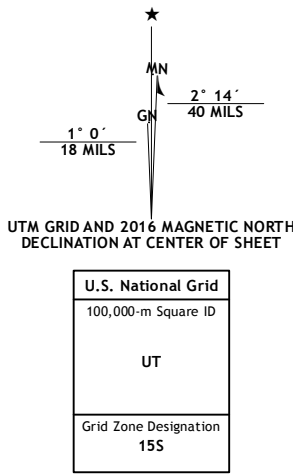 ★
MN
GN
2° 14´
40 MILS
1° 0´
18 MILS
UTM GRID AND 2016 MAGNETIC NORTH
DECLINATION AT CENTER OF SHEET
U.S. National Grid
100,000-m Square ID
UT
Grid Zone Designation
15S